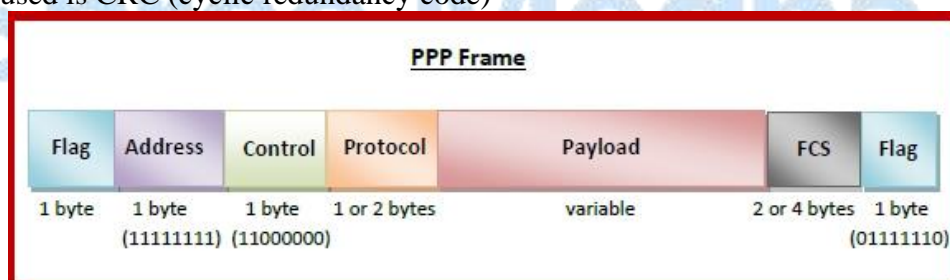 used is CRC (cyclic redundancy code)
PPP Frame
Flag Address Control Protocol Payload FCS Flag
1 byte 1 byte 1 byte 1 or 2 bytes variable 2 or 4 bytes 1 byte
(11111111) (11000000) (01111110)